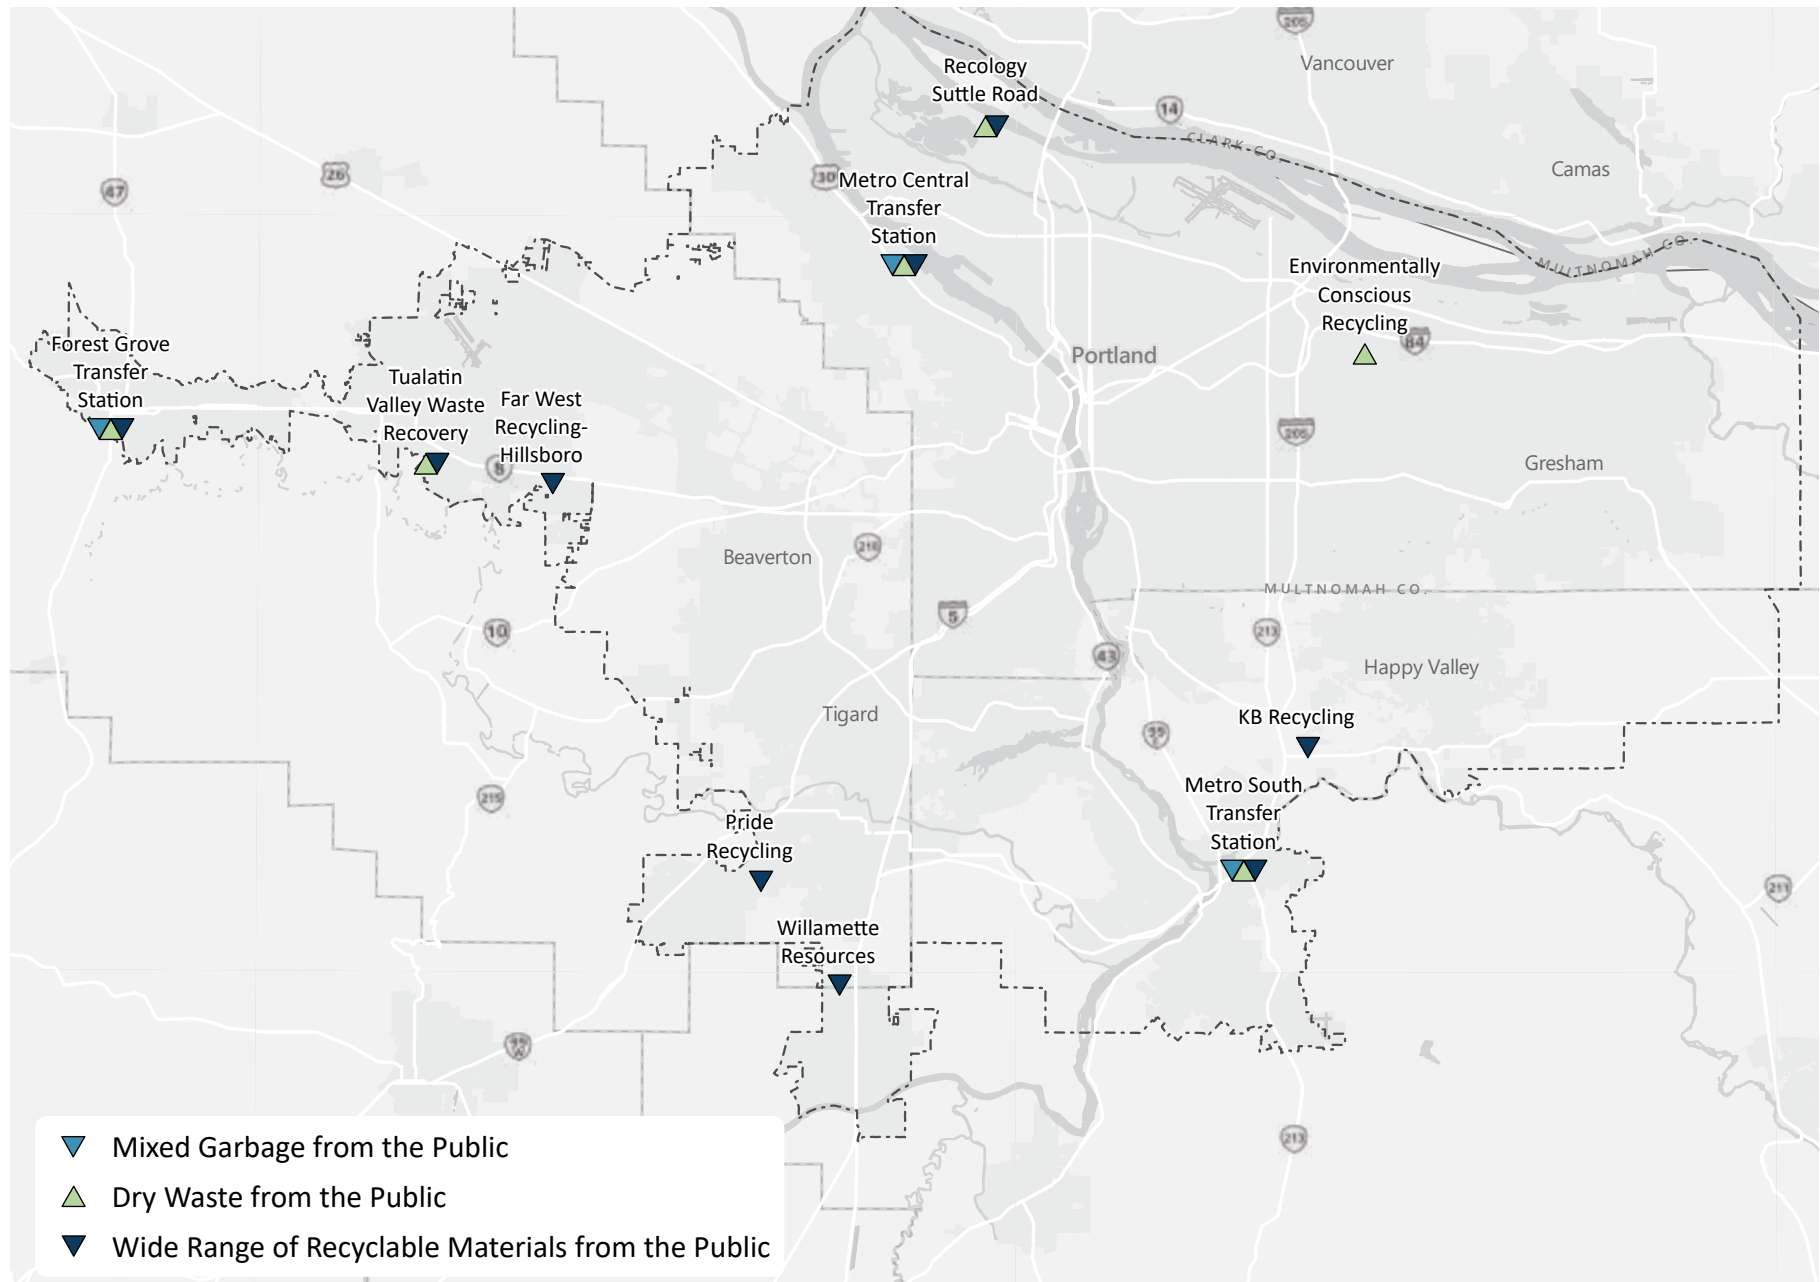 205
Vancouver
Recology
Suttle Road
14
CLARK CO.
Camas
26
47
30
Metro Central
Transfer
Station
MULTNOMAH CO.
Environmentally
Conscious
Recycling
84
Forest Grove
Transfer
Station
Portland
Tualatin
Valley Waste
Recovery
Far West
Recycling-
Hillsboro
8
205
Gresham
Beaverton
216
MULTNOMAH CO.
5
10
213
43
Happy Valley
Tigard
KB Recycling
215
Metro South
Transfer
Station
Pride
Recycling
211
Willamette
Resources
213
Mixed Garbage from the Public
Dry Waste from the Public
Wide Range of Recyclable Materials from the Public